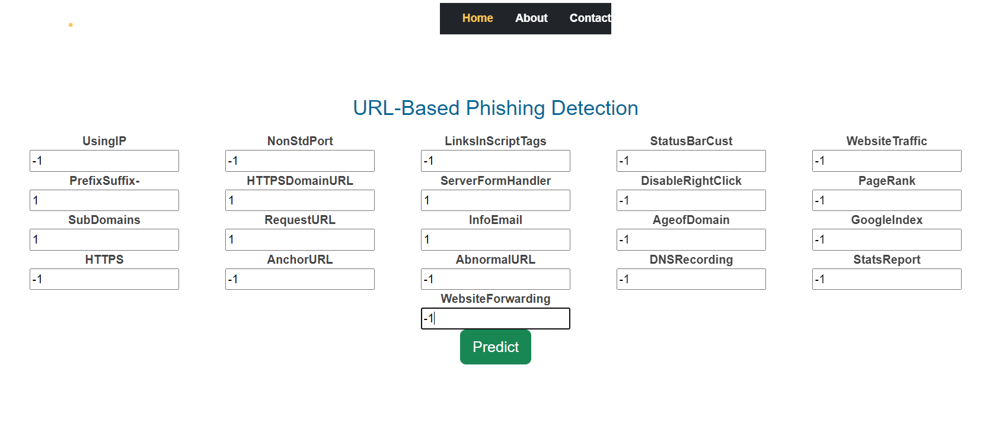 Home About Contact
URL-Based Phishing Detection
UsingIP NonStdPort LinksInScriptTags StatusBarCust WebsiteTraffic
-1 -1 -1 -1 -1
PrefixSuffix- HTTPSDomainURL ServerFormHandler DisableRightClick PageRank
1 1 1 -1 -1
SubDomains RequestURL InfoEmail AgeofDomain GoogleIndex
1 1 1 -1 -1
HTTPS AnchorURL AbnormalURL DNSRecording StatsReport
-1 -1 -1 -1 -1
WebsiteForwarding
-1
Predict